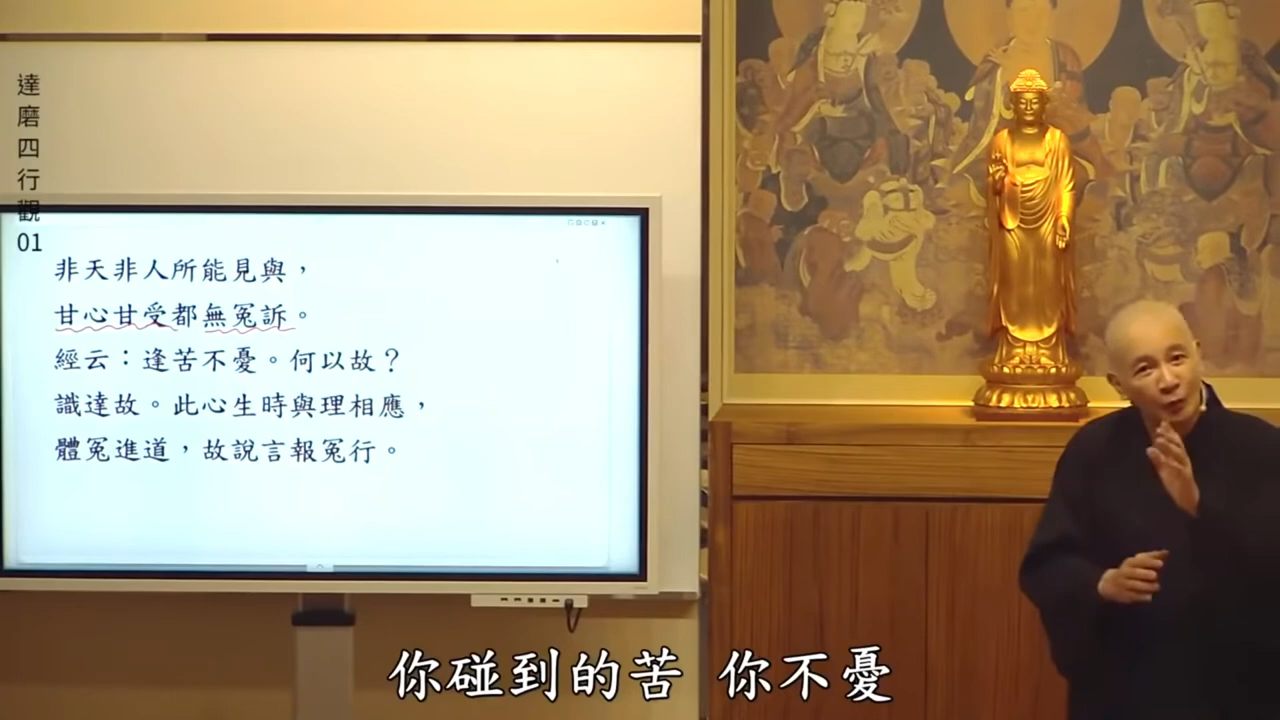 達磨四行觀01
非天非人所能見與，
甘心甘受都無冤訴。
經云：逢苦不憂。何以故？
識達故。此心生時與理相應，
體冤進道，故說言報冤行。
你碰到的苦 你不憂